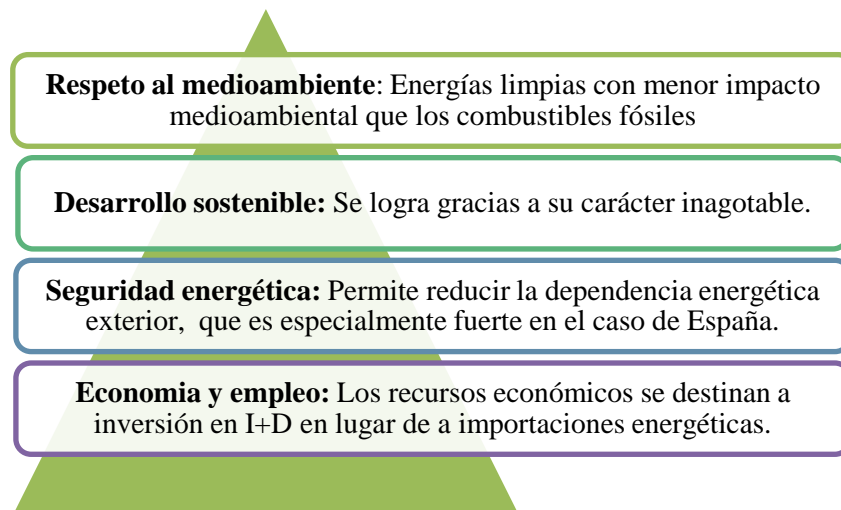 Respeto al medioambiente: Energías limpias con menor impacto
medioambiental que los combustibles fósiles
Desarrollo sostenible: Se logra gracias a su carácter inagotable.
Seguridad energética: Permite reducir la dependencia energética
exterior, que es especialmente fuerte en el caso de España.
Economia y empleo: Los recursos económicos se destinan a
inversión en I+D en lugar de a importaciones energéticas.